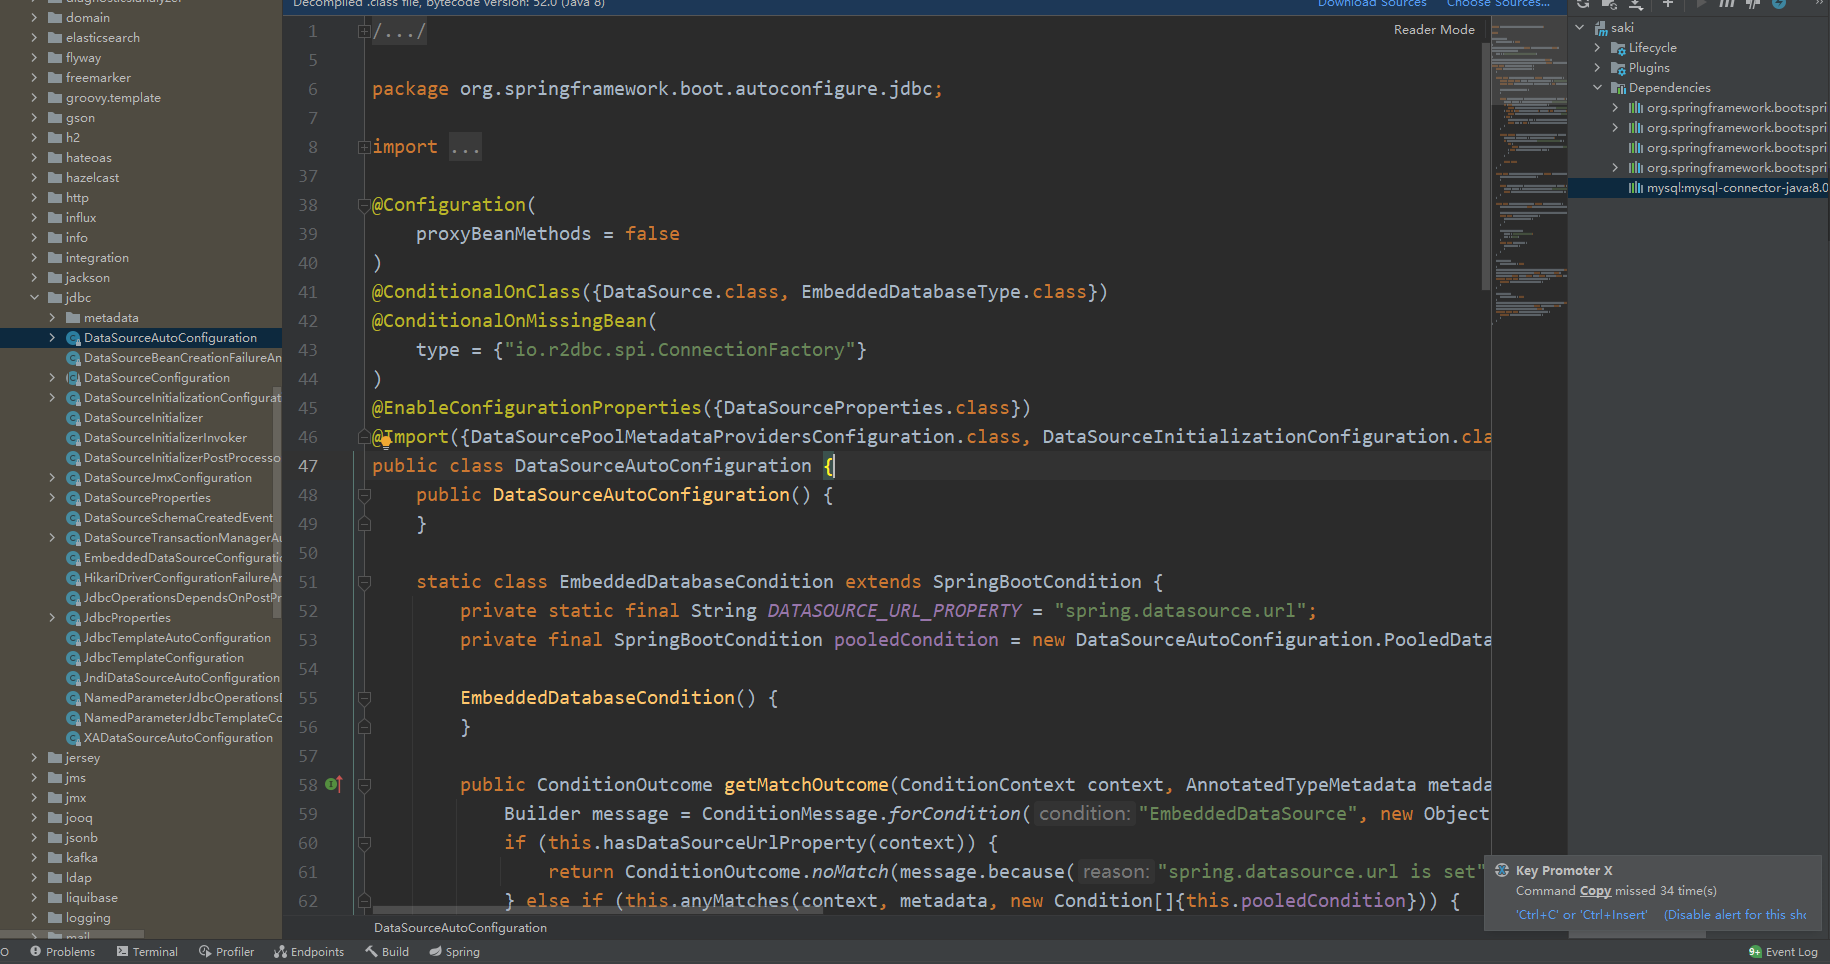 domain
elasticsearch
flyway
freemarker
groovy.template
gson
h2
hateoas
hazelcast
http
influx
info
integration
jackson
jdbc
metadata
DataSourceAutoConfiguration
DataSourceBeanCreationFailureAn
DataSourceConfiguration
DataSourceInitializationConfigurat
DataSourceInitializer
DataSourceInitializerInvoker
DataSourceInitializerPostProcesso
DataSourceJmxConfiguration
DataSourceProperties
DataSourceSchemaCreatedEvent
DataSourceTransactionManagerAu
EmbeddedDataSourceConfiguratio
HikariDriverConfigurationFailureAn
JdbcOperationsDependsOnPostPr
JdbcProperties
JdbcTemplateAutoConfiguration
JdbcTemplateConfiguration
JndiDataSourceAutoConfiguration
NamedParameterJdbcOperationsD
NamedParameterJdbcTemplateCo
XADataSourceAutoConfiguration
jersey
jms
jmx
jooq
jsonb
kafka
ldap
liquibase
logging
mail
Decompiled .class file, bytecode version: 52.0 (Java 8)
Download Sources Choose Sources...
Reader Mode
1 /.../
5
6 package org.springframework.boot.autoconfigure.jdbc;
7
8 import ...
37
38 @Configuration(
39 proxyBeanMethods = false
40 )
41 @ConditionalOnClass({DataSource.class, EmbeddedDatabaseType.class})
42 @ConditionalOnMissingBean(
43 type = {"io.r2dbc.spi.ConnectionFactory"}
44 )
45 @EnableConfigurationProperties({DataSourceProperties.class})
46 @Import({DataSourcePoolMetadataProvidersConfiguration.class, DataSourceInitializationConfiguration.cla
47 public class DataSourceAutoConfiguration {
48 public DataSourceAutoConfiguration() {
49 }
50
51 static class EmbeddedDatabaseCondition extends SpringBootCondition {
52 private static final String DATASOURCE_URL_PROPERTY = "spring.datasource.url";
53 private final SpringBootCondition pooledCondition = new DataSourceAutoConfiguration.PooledData
54
55 EmbeddedDatabaseCondition() {
56 }
57
58 public ConditionOutcome getMatchOutcome(ConditionContext context, AnnotatedTypeMetadata metada
59 Builder message = ConditionMessage.forCondition( condition: "EmbeddedDataSource", new Object
60 if (this.hasDataSourceUrlProperty(context)) {
61 return ConditionOutcome.noMatch(message.because( reason: "spring.datasource.url is set"
62 } else if (this.anyMatches(context, metadata, new Condition[]{this.pooledCondition})) {
DataSourceAutoConfiguration
saki
Lifecycle
Plugins
Dependencies
org.springframework.boot:spri
org.springframework.boot:spri
org.springframework.boot:spri
org.springframework.boot:spri
mysql:mysql-connector-java:8.0
Key Promoter X
Command Copy missed 34 time(s)
'Ctrl+C' or 'Ctrl+Insert' (Disable alert for this sho
Problems Terminal Profiler Endpoints Build Spring
9+ Event Log